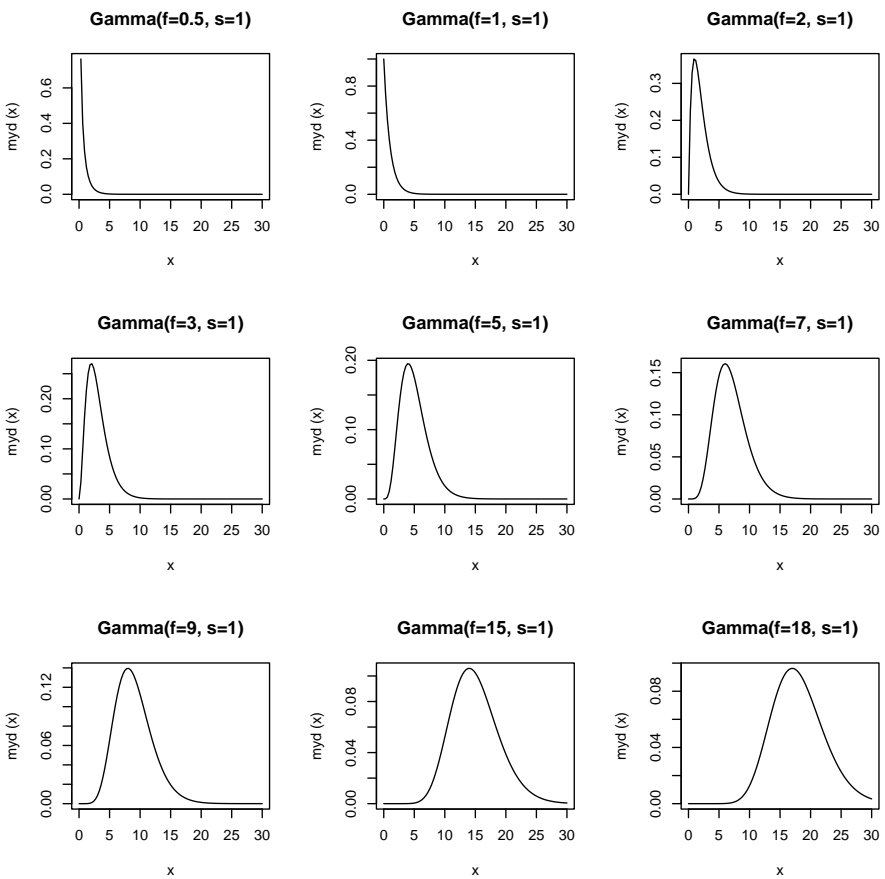 Gamma(f=0.5, s=1)
myd (x)
0.0 0.2 0.4 0.6
0 5 10 15 20 25 30
x
Gamma(f=1, s=1)
myd (x)
0.0 0.4 0.8
0 5 10 15 20 25 30
x
Gamma(f=2, s=1)
myd (x)
0.0 0.1 0.2 0.3
0 5 10 15 20 25 30
x
Gamma(f=3, s=1)
myd (x)
0.00 0.10 0.20
0 5 10 15 20 25 30
x
Gamma(f=5, s=1)
myd (x)
0.00 0.10 0.20
0 5 10 15 20 25 30
x
Gamma(f=7, s=1)
myd (x)
0.00 0.05 0.10 0.15
0 5 10 15 20 25 30
x
Gamma(f=9, s=1)
myd (x)
0.00 0.06 0.12
0 5 10 15 20 25 30
x
Gamma(f=15, s=1)
myd (x)
0.00 0.04 0.08
0 5 10 15 20 25 30
x
Gamma(f=18, s=1)
myd (x)
0.00 0.04 0.08
0 5 10 15 20 25 30
x